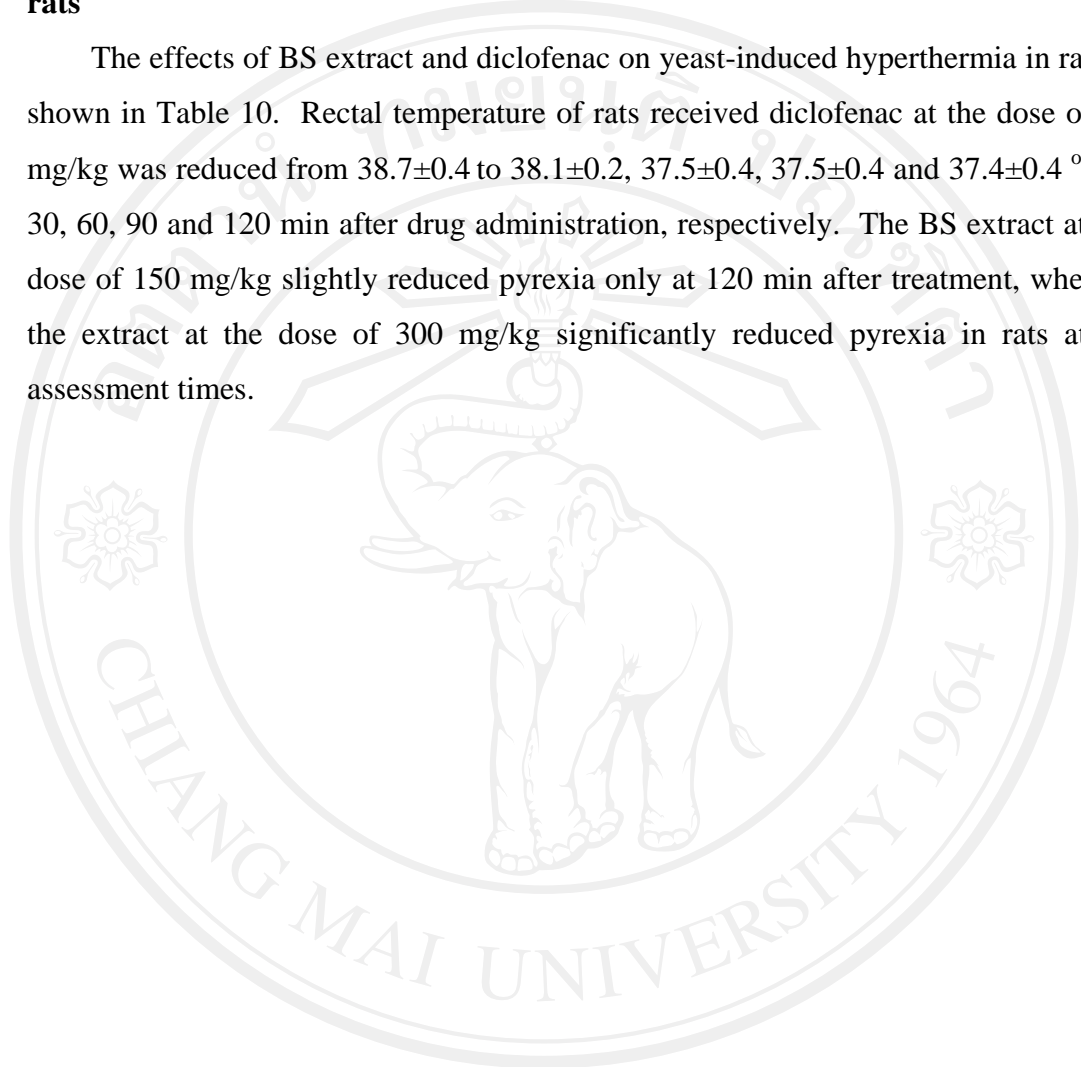 rats
The effects of BS extract and diclofenac on yeast-induced hyperthermia in ra
shown in Table 10. Rectal temperature of rats received diclofenac at the dose o
mg/kg was reduced from 38.7±0.4 to 38.1±0.2, 37.5±0.4, 37.5±0.4 and 37.4±0.4 o
30, 60, 90 and 120 min after drug administration, respectively. The BS extract at
dose of 150 mg/kg slightly reduced pyrexia only at 120 min after treatment, whe
the extract at the dose of 300 mg/kg significantly reduced pyrexia in rats at
assessment times.
CHIANG MAI UNIVERSITY 1964